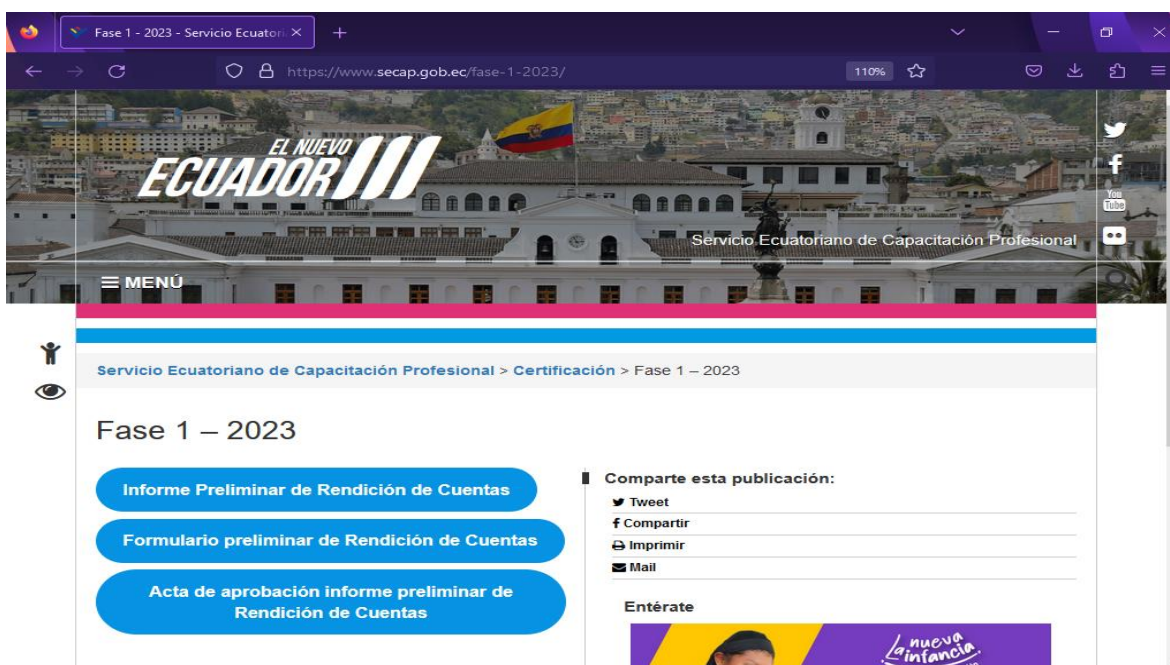 Fase 1 - 2023 - Servicio Ecuatori
https://www.secap.gob.ec/fase-1-2023/
110%
EL NUEVO
ECUADOR
You
Tube
Servicio Ecuatoriano de Capacitación Profesional
MENÚ
Servicio Ecuatoriano de Capacitación Profesional > Certificación > Fase 1 – 2023
Fase 1 – 2023
Informe Preliminar de Rendición de Cuentas
Formulario preliminar de Rendición de Cuentas
Acta de aprobación informe preliminar de
Rendición de Cuentas
Comparte esta publicación:
Tweet
Compartir
Imprimir
Mail
Entérate
La nueva
infancia